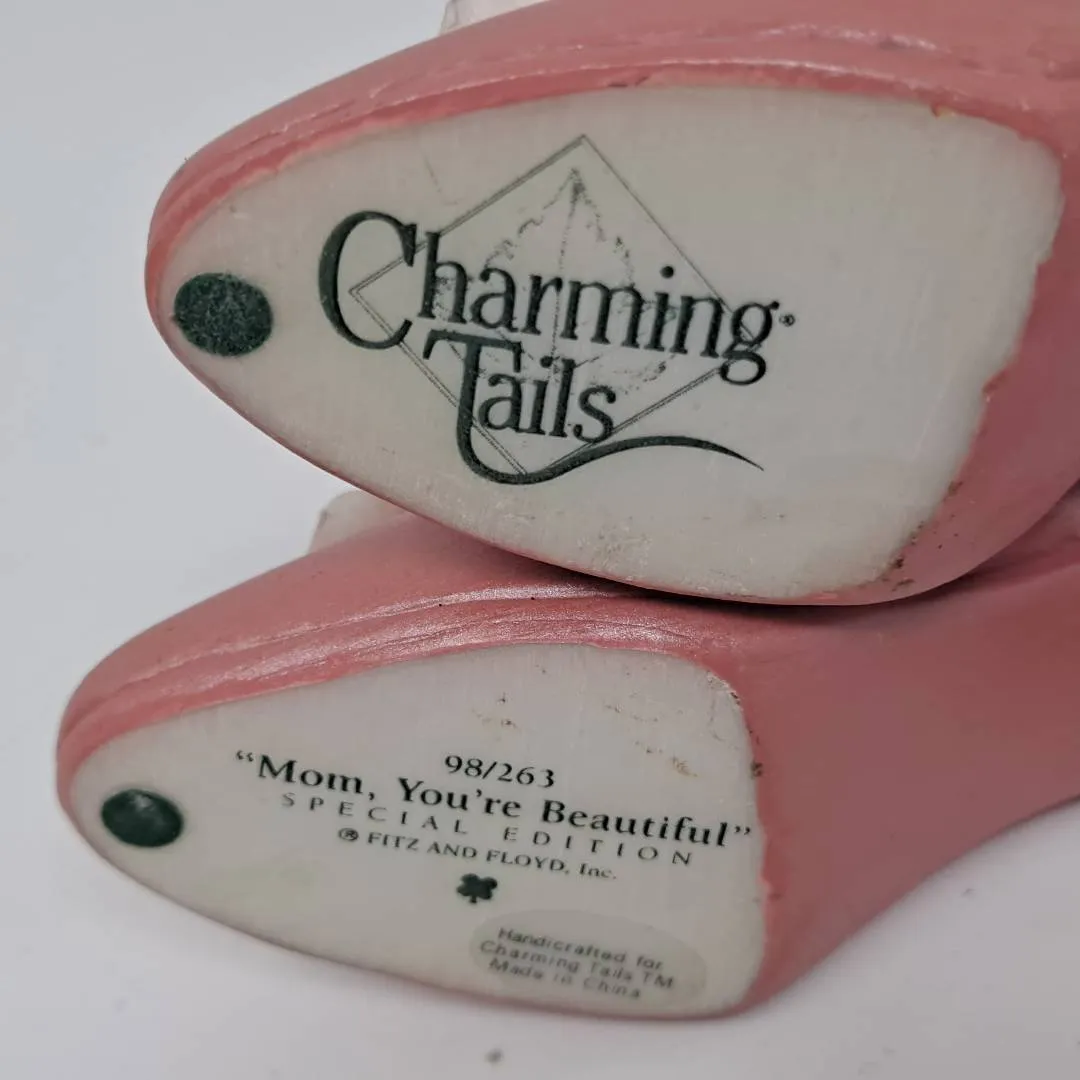 Charming®
Tails
98/263
“Mom, You're Beautiful”
SPECIAL EDITION
® FITZ AND FLOYD, Inc.
Handicrafted for
Charming Tails TM
Made in China